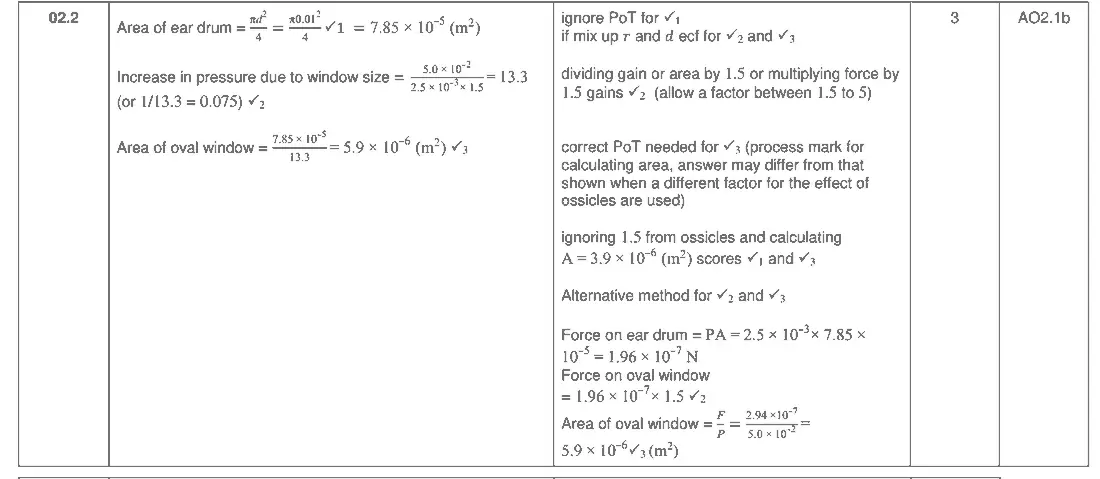 02.2
Area of ear drum = πd²/4 = π0.01²/4 ✓1 = 7.85 × 10⁻⁵ (m²)
Increase in pressure due to window size = 5.0 × 10⁻²/2.5 × 10⁻³× 1.5 = 13.3
(or 1/13.3 = 0.075) ✓₂
Area of oval window = 7.85 × 10⁻⁵/13.3 = 5.9 × 10⁻⁶ (m²) ✓₃
ignore PoT for ✓₁
if mix up r and d ecf for ✓₂ and ✓₃
dividing gain or area by 1.5 or multiplying force by
1.5 gains ✓₂ (allow a factor between 1.5 to 5)
correct PoT needed for ✓₃ (process mark for
calculating area, answer may differ from that
shown when a different factor for the effect of
ossicles are used)
ignoring 1.5 from ossicles and calculating
A = 3.9 × 10⁻⁶ (m²) scores ✓₁ and ✓₃
Alternative method for ✓₂ and ✓₃
Force on ear drum = PA = 2.5 × 10⁻³× 7.85 ×
10⁻⁵ = 1.96 × 10⁻⁷ N
Force on oval window
= 1.96 × 10⁻⁷× 1.5 ✓₂
Area of oval window = F/P = 2.94 ×10⁻⁷/5.0 × 10⁻² =
5.9 × 10⁻⁶✓₃(m²)
3
AO2.1b